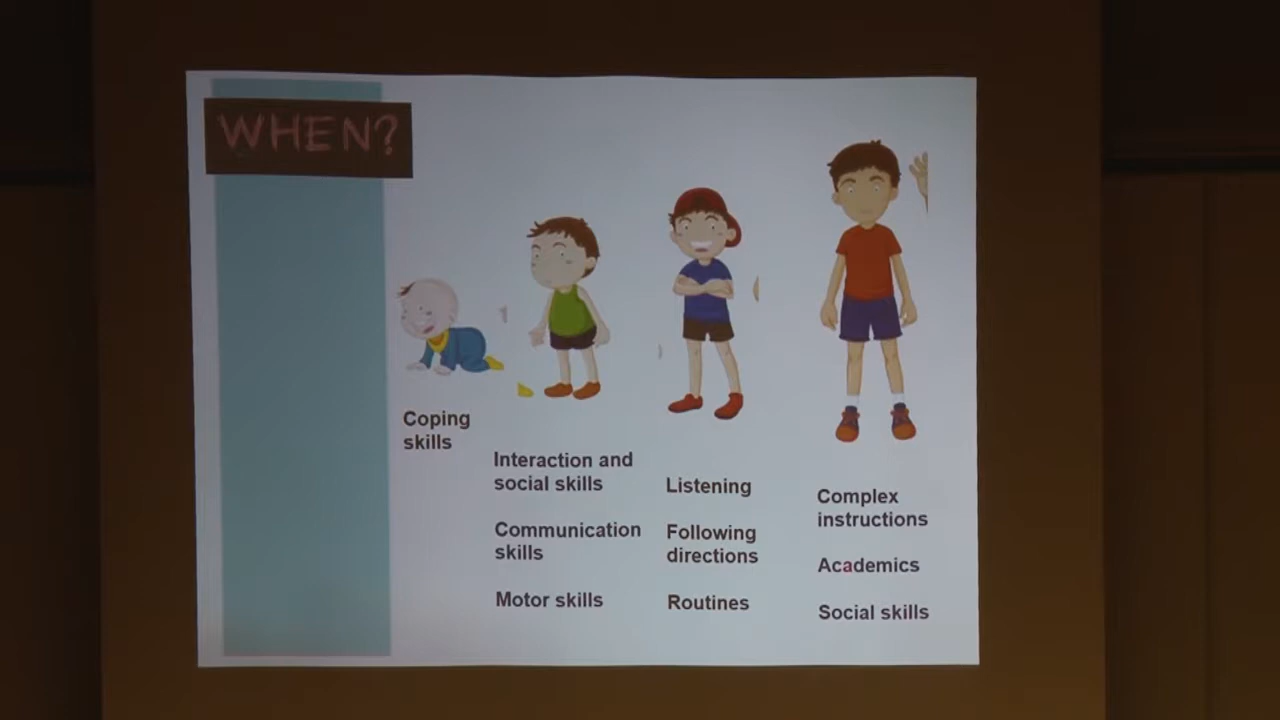 WHEN?
Coping
skills
Interaction and
social skills
Communication
skills
Motor skills
Listening
Following
directions
Routines
Complex
instructions
Academics
Social skills